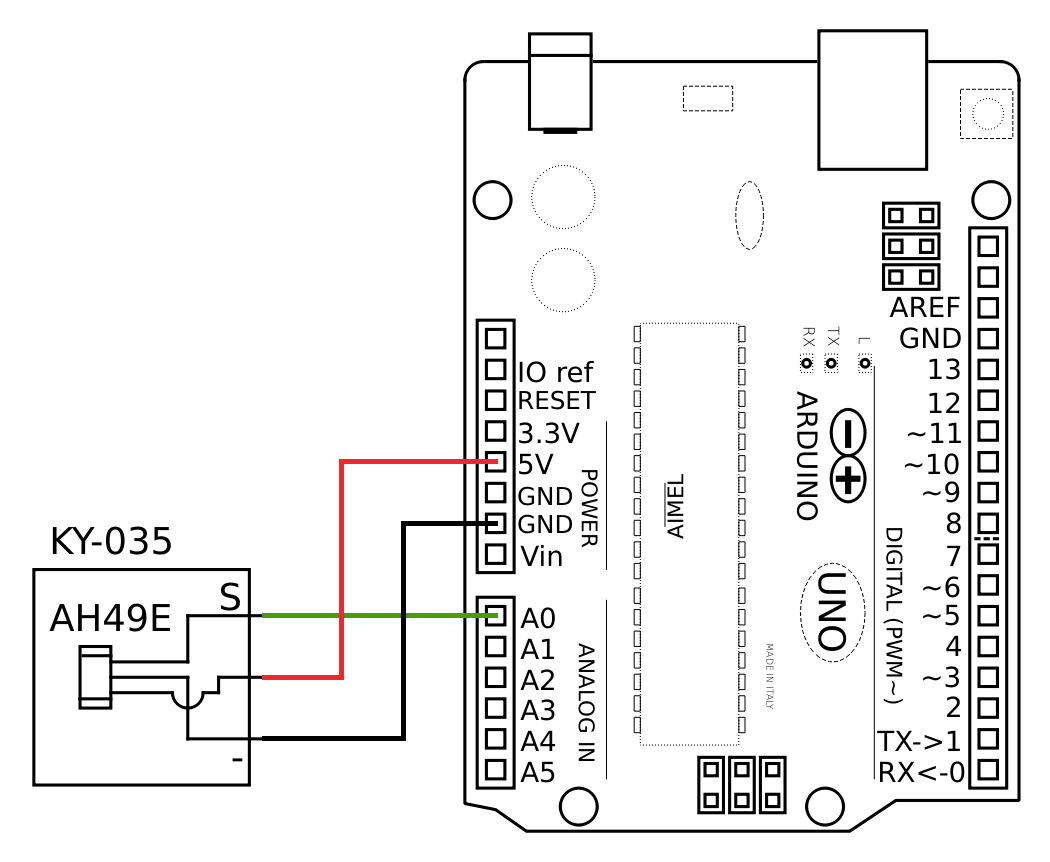 KY-035
AH49E
S
-
IO ref
RESET
3.3V
5V
GND
GND
Vin
POWER
A0
A1
A2
A3
A4
A5
ANALOG IN
AIMEL
MADE IN ITALY
RX
TX
L
ARDUINO
UNO
AREF
GND
13
12
~11
~10
~9
8
7
~6
~5
4
~3
2
TX->1
RX<-0
DIGITAL (PWM~)